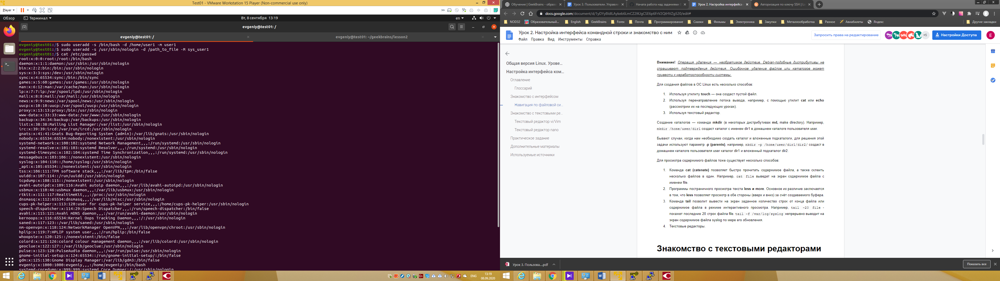 Test01 - VMware Workstation 15 Player (Non-commercial use only)
Player
Обзор
Терминал
Вт, 8 сентября 13:19
en
evgeniy@test01: /
evgeniy@test01: /
evgeniy@test01: ~/geekbrains/lesson2
evgeniy@test01:/$ sudo useradd -s /bin/bash -d /home/user1 -m user1
evgeniy@test01:/$ sudo useradd -s /usr/sbin/nologin -d /path_to_file -M sys_user1
evgeniy@test01:/$ cat /etc/passwd
root:x:0:0:root:/root:/bin/bash
daemon:x:1:1:daemon:/usr/sbin:/usr/sbin/nologin
bin:x:2:2:bin:/bin:/usr/sbin/nologin
sys:x:3:3:sys:/dev:/usr/sbin/nologin
sync:x:4:65534:sync:/bin:/bin/sync
games:x:5:60:games:/usr/games:/usr/sbin/nologin
man:x:6:12:man:/var/cache/man:/usr/sbin/nologin
lp:x:7:7:lp:/var/spool/lpd:/usr/sbin/nologin
mail:x:8:8:mail:/var/mail:/usr/sbin/nologin
news:x:9:9:news:/var/spool/news:/usr/sbin/nologin
uucp:x:10:10:uucp:/var/spool/uucp:/usr/sbin/nologin
proxy:x:13:13:proxy:/bin:/usr/sbin/nologin
www-data:x:33:33:www-data:/var/www:/usr/sbin/nologin
backup:x:34:34:backup:/var/backups:/usr/sbin/nologin
list:x:38:38:Mailing List Manager:/var/list:/usr/sbin/nologin
irc:x:39:39:ircd:/var/run/ircd:/usr/sbin/nologin
gnats:x:41:41:Gnats Bug-Reporting System (admin):/var/lib/gnats:/usr/sbin/nologin
nobody:x:65534:65534:nobody:/nonexistent:/usr/sbin/nologin
systemd-network:x:100:102:systemd Network Management,,,:/run/systemd:/usr/sbin/nologin
systemd-resolve:x:101:103:systemd Resolver,,,:/run/systemd:/usr/sbin/nologin
systemd-timesync:x:102:104:systemd Time Synchronization,,,:/run/systemd:/usr/sbin/nologin
messagebus:x:103:106::/nonexistent:/usr/sbin/nologin
syslog:x:104:110::/home/syslog:/usr/sbin/nologin
_apt:x:105:65534::/nonexistent:/usr/sbin/nologin
tss:x:106:111:TPM software stack,,,:/var/lib/tpm:/bin/false
uuidd:x:107:114::/run/uuidd:/usr/sbin/nologin
tcpdump:x:108:115::/nonexistent:/usr/sbin/nologin
avahi-autoipd:x:109:116:Avahi autoip daemon,,,:/var/lib/avahi-autoipd:/usr/sbin/nologin
usbmux:x:110:46:usbmux daemon,,,:/var/lib/usbmux:/usr/sbin/nologin
rtkit:x:111:117:RealtimeKit,,,:/proc:/usr/sbin/nologin
dnsmasq:x:112:65534:dnsmasq,,,:/var/lib/misc:/usr/sbin/nologin
cups-pk-helper:x:113:120:user for cups-pk-helper service,,,:/home/cups-pk-helper:/usr/sbin/nologin
speech-dispatcher:x:114:29:Speech Dispatcher,,,:/run/speech-dispatcher:/bin/false
avahi:x:115:121:Avahi mDNS daemon,,,:/var/run/avahi-daemon:/usr/sbin/nologin
kernoops:x:116:65534:Kernel Oops Tracking Daemon,,,:/:/usr/sbin/nologin
saned:x:117:123::/var/lib/saned:/usr/sbin/nologin
nm-openvpn:x:118:124:NetworkManager OpenVPN,,,:/var/lib/openvpn/chroot:/usr/sbin/nologin
hplip:x:119:7:HPLIP system user,,,:/run/hplip:/bin/false
whoopsie:x:120:125::/nonexistent:/bin/false
colord:x:121:126:colord colour management daemon,,,:/var/lib/colord:/usr/sbin/nologin
geoclue:x:122:127::/var/lib/geoclue:/usr/sbin/nologin
pulse:x:123:128:PulseAudio daemon,,,:/var/run/pulse:/usr/sbin/nologin
gnome-initial-setup:x:124:65534::/run/gnome-initial-setup/:/bin/false
gdm:x:125:130:Gnome Display Manager:/var/lib/gdm3:/bin/false
evgeniy:x:1000:1000:evgeniy,,,:/home/evgeniy:/bin/bash
systemd-coredump:x:999:999:systemd Core Dumper:/:/usr/sbin/nologin
ENG
13:19
08.09.2020
Обучение | GeekBrains - образо
Урок 3. Пользователи. Управле
Начата работа над заданиями
Урок 2. Настройка интерфейса
Авторизация по ключу SSH | Lo
docs.google.com/document/d/1yDYy8IdILAykeb6LmCZ2IKJgCSE6p6FrV2QtHVZg520/edit#
NOD32
Образовательный...
English
GeekBrains
Forex
Почта
Программирование
Сказки
Фильмы
Электроника
Закупки
Металлообработка
Разное
Авиабилеты
Яндекс
Другие закладки
Урок 2. Настройка интерфейса командной строки и знакомство с ним
Файл Правка Вид Инструменты Справка
Запросить права на редактирование
+5
Настройки Доступа
E
Общая версия Linux. Урове...
Настройка интерфейса ком...
Оглавление
Глоссарий
Знакомство с интерфейсом
Навигация по файловой си...
Знакомство с текстовыми ре...
Текстовый редактор vi/Vim
Текстовый редактор nano
Практическое задание
Дополнительные материалы
Используемые источники
Внимание! Операция удаления — необратимое действие. Debian-подобные дистрибутивы не
спрашивают подтверждения действия. Ошибочное удаление файлов или каталогов может
привести к неработоспособности системы.
Для создания файлов в ОС Linux есть несколько способов:
1. Используя утилиту touch — она создаст пустой файл.
2. Используя перенаправление потока вывода, например, с помощью утилит cat или echo
(рассмотрим их на последующих уроках).
3. Используя текстовый редактор.
Создание каталогов — команда mkdir (в некоторых дистрибутивах md, make directory). Например,
mkdir /home/user/dir1 создаст каталог с именем dir1 в домашнем каталоге пользователя user.
Бывают случаи, когда нам необходимо создать каталог и вложенные подкаталоги, для решения этой
задачи используют параметр -p (parents), например, mkdir -p /home/user/dir1/dir2/ создаст в
домашнем каталоге пользователя user каталог dir1 и вложенный подкаталог dir2.
Для просмотра содержимого файлов тоже существует несколько способов:
1. Команда cat (catenate) позволяет быстро прочитать содержимое файла, а также склеить
несколько файлов в один. Например, cat file выведет на экран содержимое файла с
именем file.
2. Программы постраничного просмотра текста less и more. Основное их различие заключается
в том, что less позволяет просмотр в обе стороны (вверх и вниз) за счёт создаваемого буфера.
3. Команда tail позволит вывести на экран заданное количество строк от конца файла или
содержимое файла в режиме интерактивного просмотра. Например, tail -20 file -
покажет последние 20 строк файла file. tail -f /var/log/syslog непрерывно выводит на
экран содержимое файла syslog по мере его обновления.
4. Текстовые редакторы.
Знакомство с текстовыми редакторами
Урок 3. Пользова....pdf
Показать все
ENG
13:19
08.09.2020